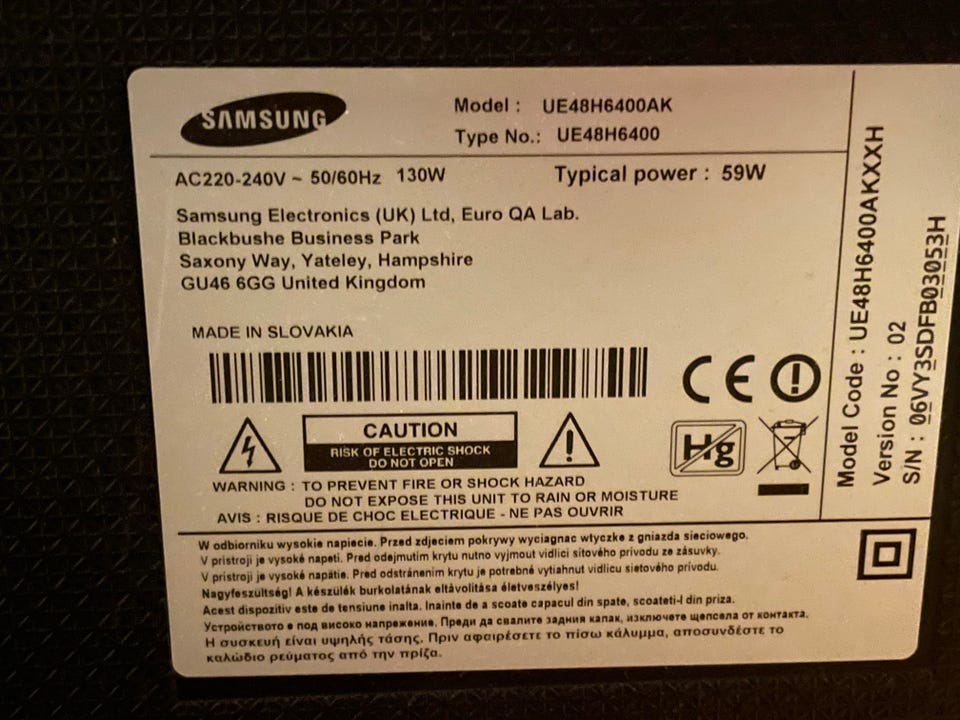 SAMSUNG
Model : UE48H6400AK
Type No.: UE48H6400
AC220-240V ~ 50/60Hz 130W Typical power : 59W
Samsung Electronics (UK) Ltd, Euro QA Lab.
Blackbushe Business Park
Saxony Way, Yateley, Hampshire
GU46 6GG United Kingdom
MADE IN SLOVAKIA
CE
CAUTION
RISK OF ELECTRIC SHOCK
DO NOT OPEN
Hg
WARNING : TO PREVENT FIRE OR SHOCK HAZARD
DO NOT EXPOSE THIS UNIT TO RAIN OR MOISTURE
AVIS : RISQUE DE CHOC ELECTRIQUE - NE PAS OUVRIR
W odbiorniku wysokie napiecie. Przed zdjeciem pokrywy wyciagnac wtyczke z gniazda sieciowego.
V prístroji je vysoké napetí. Pred odejmutím krytu nutno vyjmout vidlici sitového prívodu ze zásuvky.
V prístroji je vysoké napätie. Pred odstránením krytu je potrebné vytiahnut vidlicu sietového prívodu.
Nagyfeszultség! A készülék burkolatának eltávolitása életveszélyes!
Acest dispozitiv este de tensiune inalta. Inainte de a scoate capacul din spate, scoateti-l din priza.
Устройството е под високо напрежение. Преди да свалите задния капак, изключете щепсела от контакта.
Η συσκευή είναι υψηλής τάσης. Πριν αφαιρέσετε το πίσω κάλυμμα, αποσυνδέστε το
καλώδιο ρεύματος από την πρίζα.
Model Code : UE48H6400AKXXH
Version No : 02
S/N : 06VY3SDFB03053H